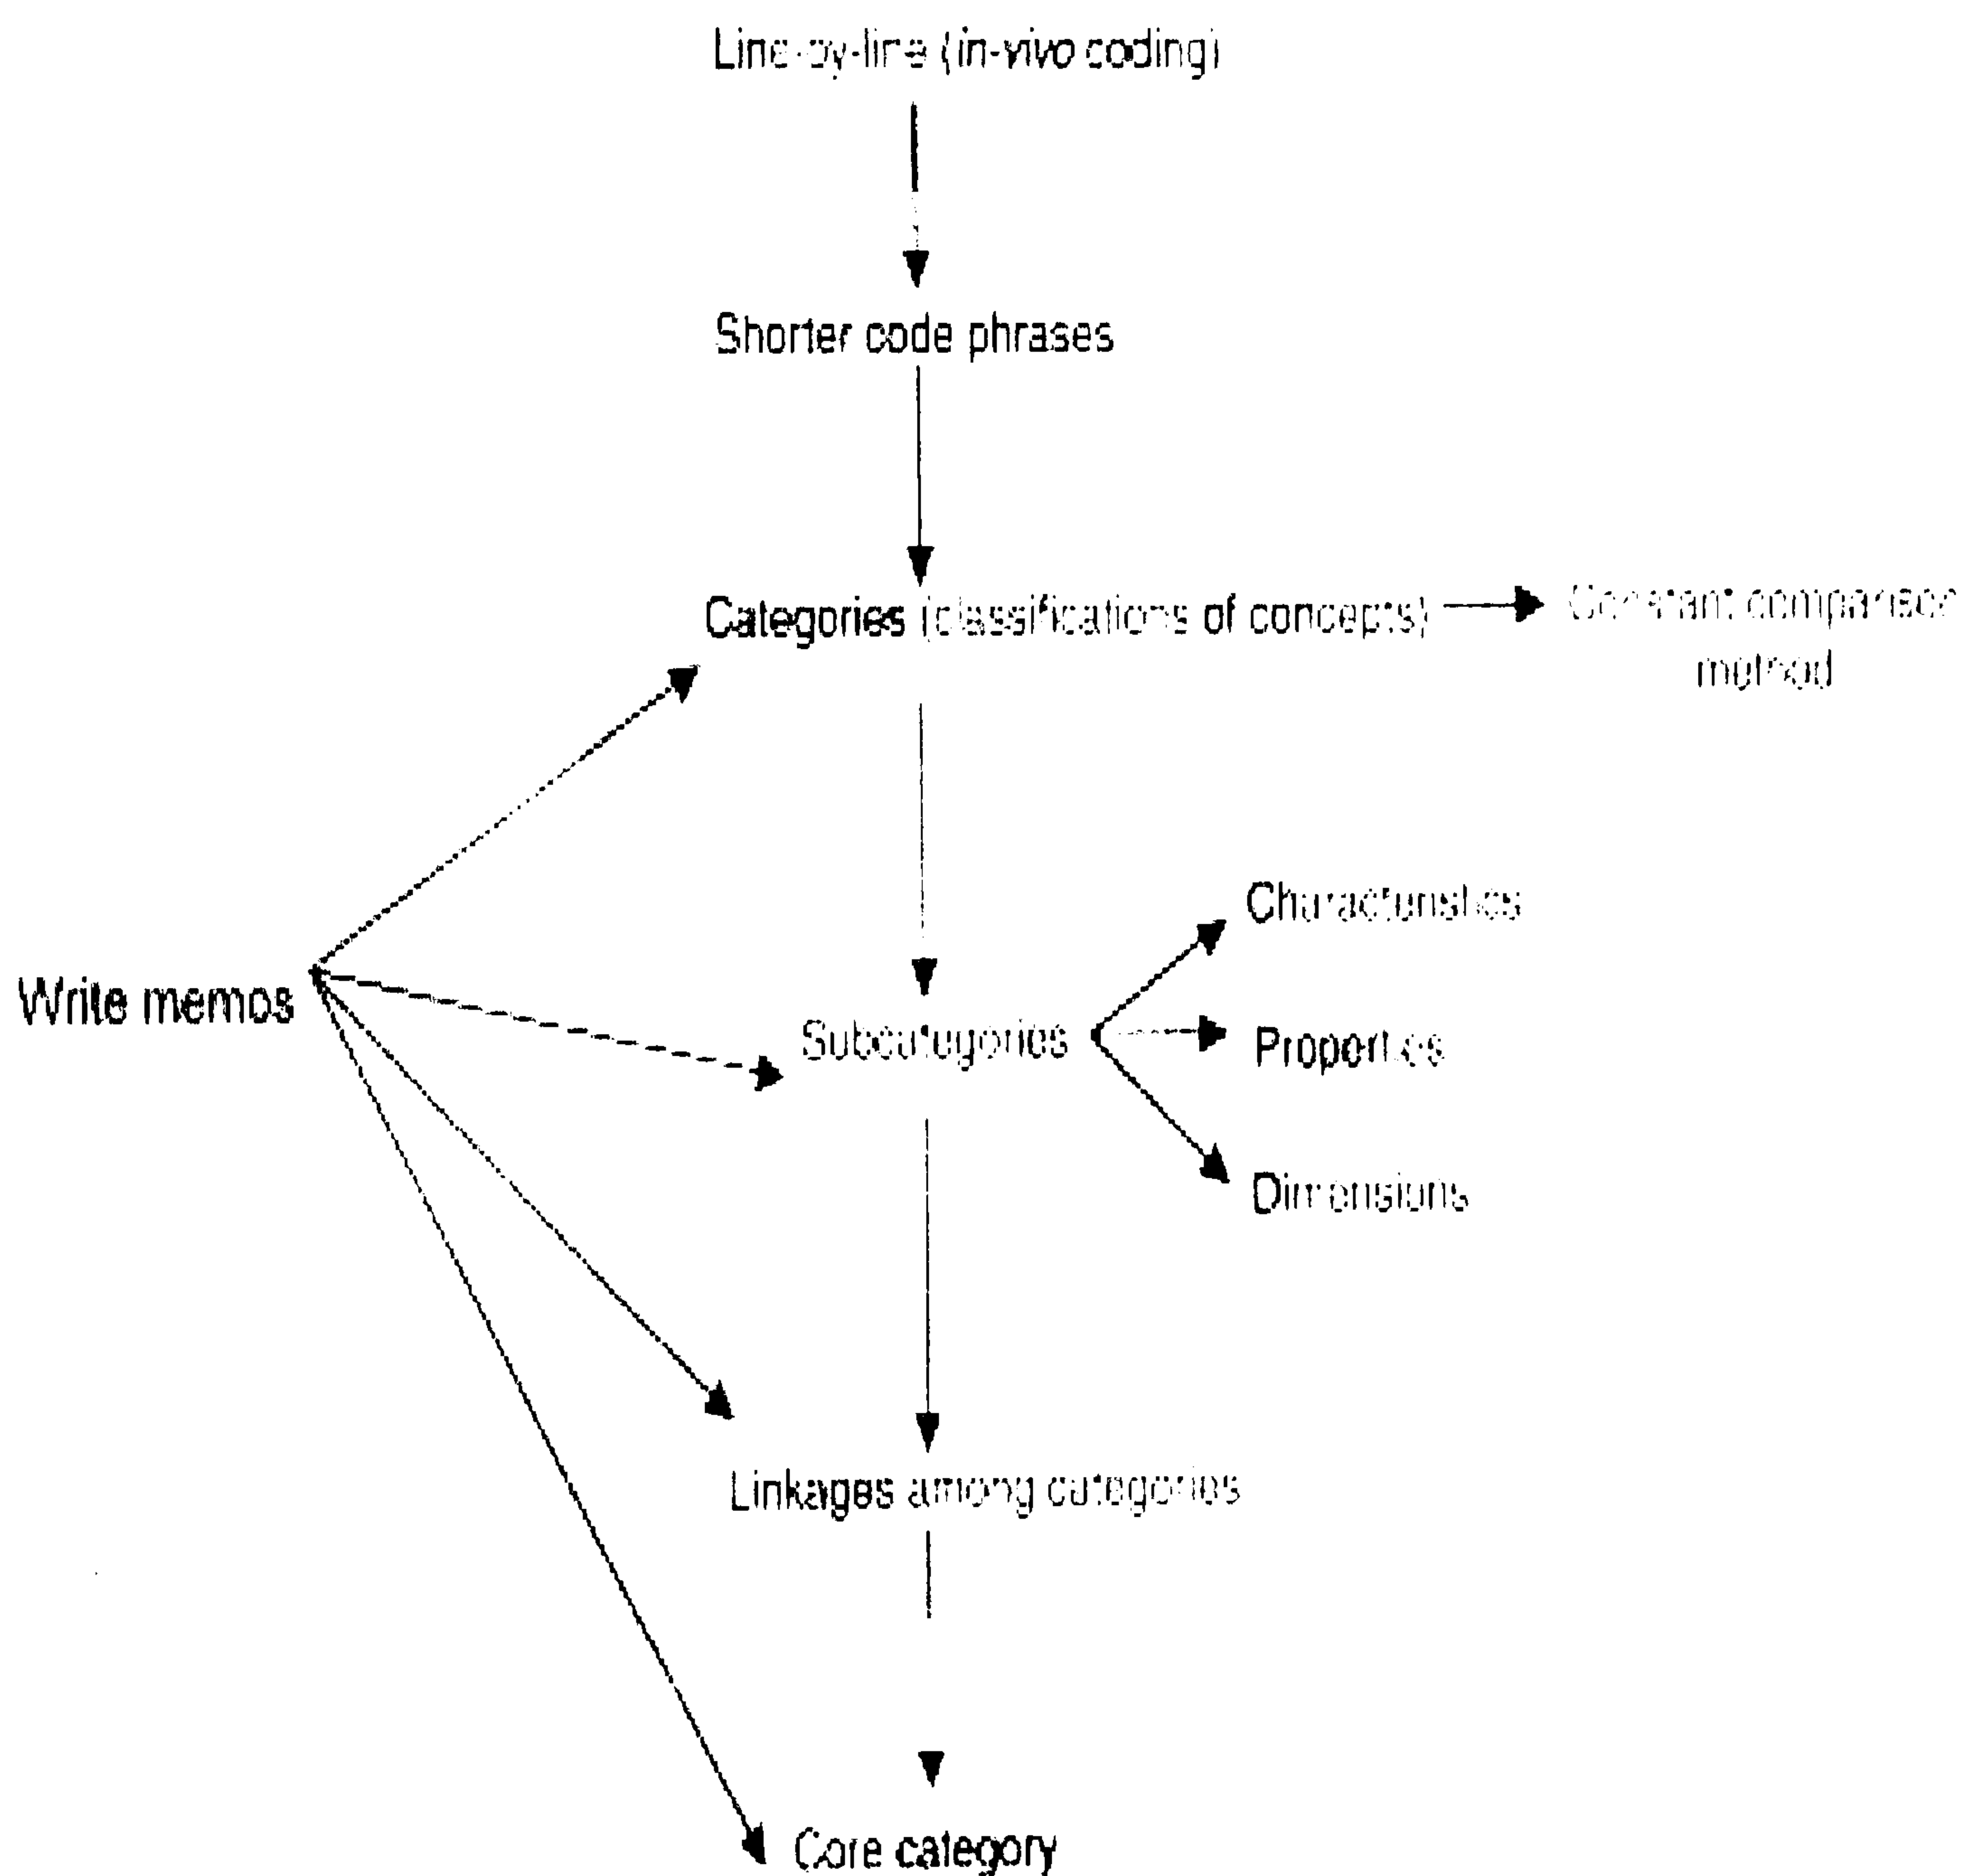 Line-by-line (in-vivo coding)
Shorter code phrases
Categories (classifications of concepts)
Constant comparison
method
Characteristics
Write memos
Subcategories
Properties
Dimensions
Linkages among categories
Core category